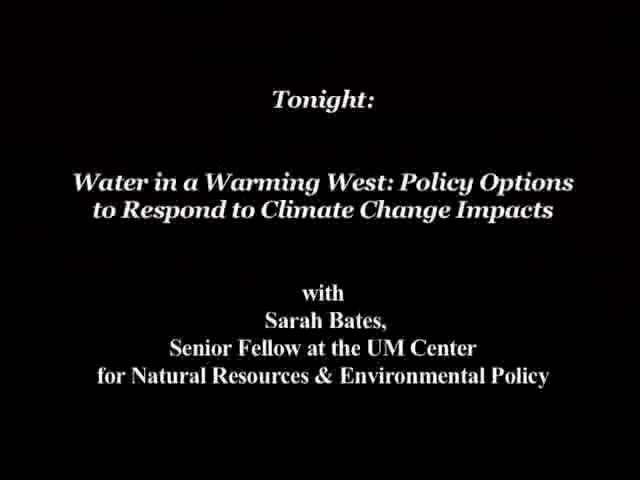 Tonight:
Water in a Warming West: Policy Options
to Respond to Climate Change Impacts
with
Sarah Bates,
Senior Fellow at the UM Center
for Natural Resources & Environmental Policy